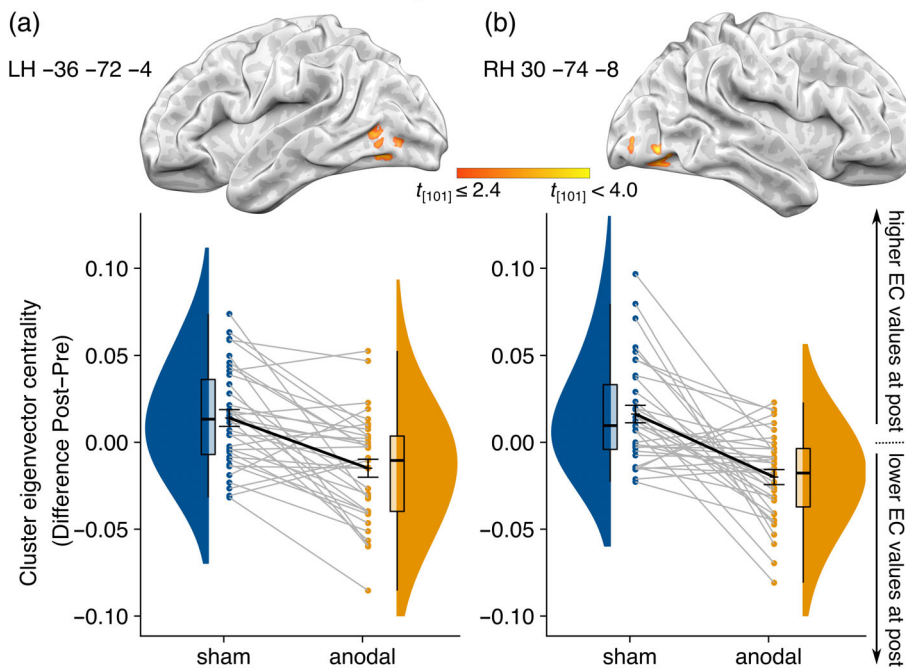 (a)
(b)
LH −36 −72 −4
RH 30 −74 −8
t[101] ≤ 2.4
t[101] < 4.0
Cluster eigenvector centrality
(Difference Post−Pre)
0.10
0.05
0.00
−0.05
−0.10
sham
anodal
0.10
0.05
0.00
−0.05
−0.10
sham
anodal
higher EC values at post
lower EC values at post